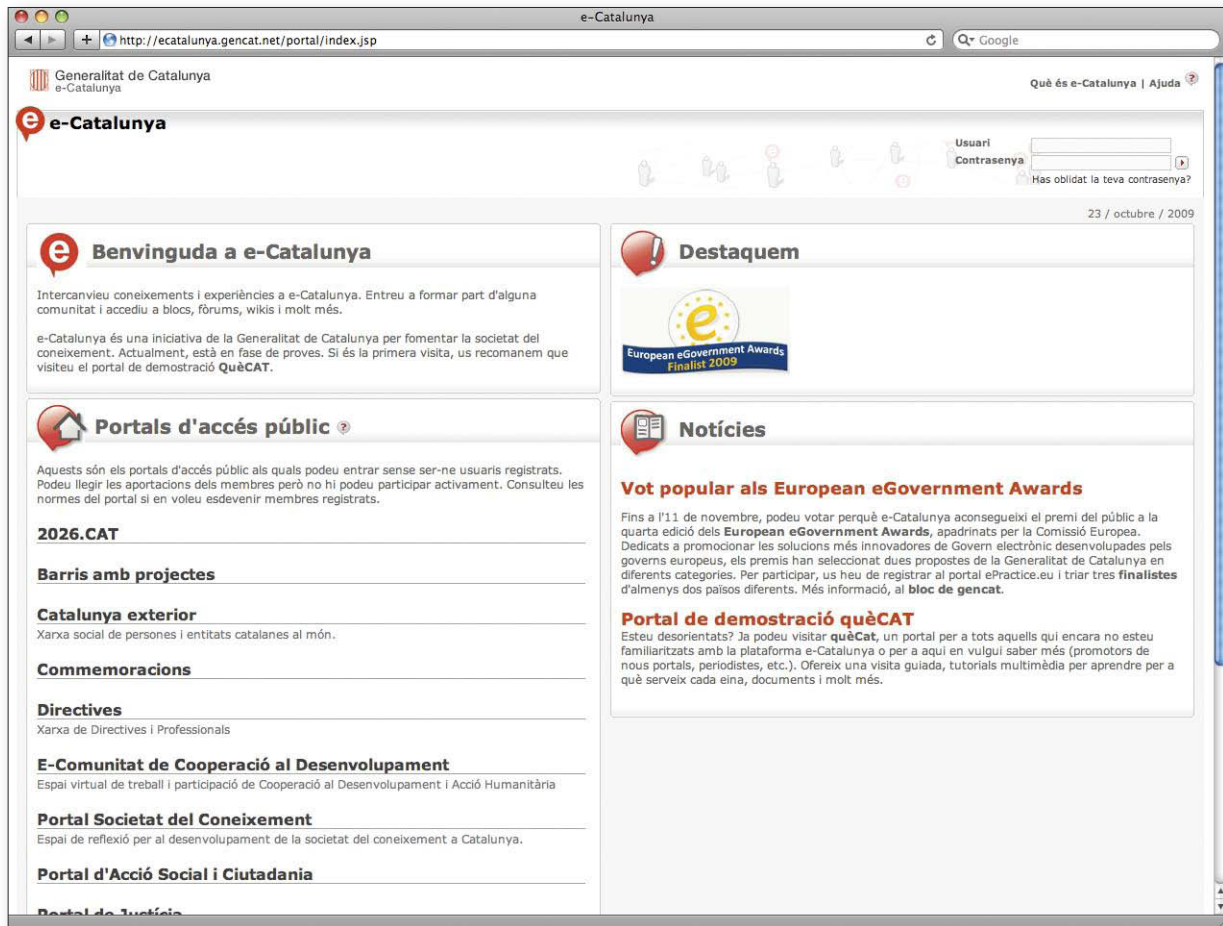 e-Catalunya
http://ecatalunya.gencat.net/portal/index.jsp
Google
Generalitat de Catalunya
e-Catalunya
Què és e-Catalunya | Ajuda ?
e e-Catalunya
Usuari
Contrasenya
Has oblidat la teva contrasenya?
23 / octubre / 2009
e Benvinguda a e-Catalunya
Intercanvieu coneixements i experiències a e-Catalunya. Entreu a formar part d'alguna
comunitat i accediu a blocs, fòrums, wikis i molt més.
e-Catalunya és una iniciativa de la Generalitat de Catalunya per fomentar la societat del
coneixement. Actualment, està en fase de proves. Si és la primera visita, us recomanem que
visiteu el portal de demostració QuèCAT.
Portals d'accés públic ?
Aquests són els portals d'accés públic als quals podeu entrar sense ser-ne usuaris registrats.
Podeu llegir les aportacions dels membres però no hi podeu participar activament. Consulteu les
normes del portal si en voleu esdevenir membres registrats.
2026.CAT
Barris amb projectes
Catalunya exterior
Xarxa social de persones i entitats catalanes al món.
Commemoracions
Directives
Xarxa de Directives i Professionals
E-Comunitat de Cooperació al Desenvolupament
Espai virtual de treball i participació de Cooperació al Desenvolupament i Acció Humanitària
Portal Societat del Coneixement
Espai de reflexió per al desenvolupament de la societat del coneixement a Catalunya.
Portal d'Acció Social i Ciutadania
Portal de Justícia
! Destaquem
e
European eGovernment Awards
Finalist 2009
Notícies
Vot popular als European eGovernment Awards
Fins a l'11 de novembre, podeu votar perquè e-Catalunya aconsegueixi el premi del públic a la
quarta edició dels European eGovernment Awards, apadrinats per la Comissió Europea.
Dedicats a promocionar les solucions més innovadores de Govern electrònic desenvolupades pels
governs europeus, els premis han seleccionat dues propostes de la Generalitat de Catalunya en
diferents categories. Per participar, us heu de registrar al portal ePractice.eu i triar tres finalistes
d'almenys dos països diferents. Més informació, al bloc de gencat.
Portal de demostració quèCAT
Esteu desorientats? Ja podeu visitar quèCat, un portal per a tots aquells qui encara no esteu
familiaritzats amb la plataforma e-Catalunya o per a aqui en vulgui saber més (promotors de
nous portals, periodistes, etc.). Ofereix una visita guiada, tutorials multimèdia per aprendre per a
què serveix cada eina, documents i molt més.